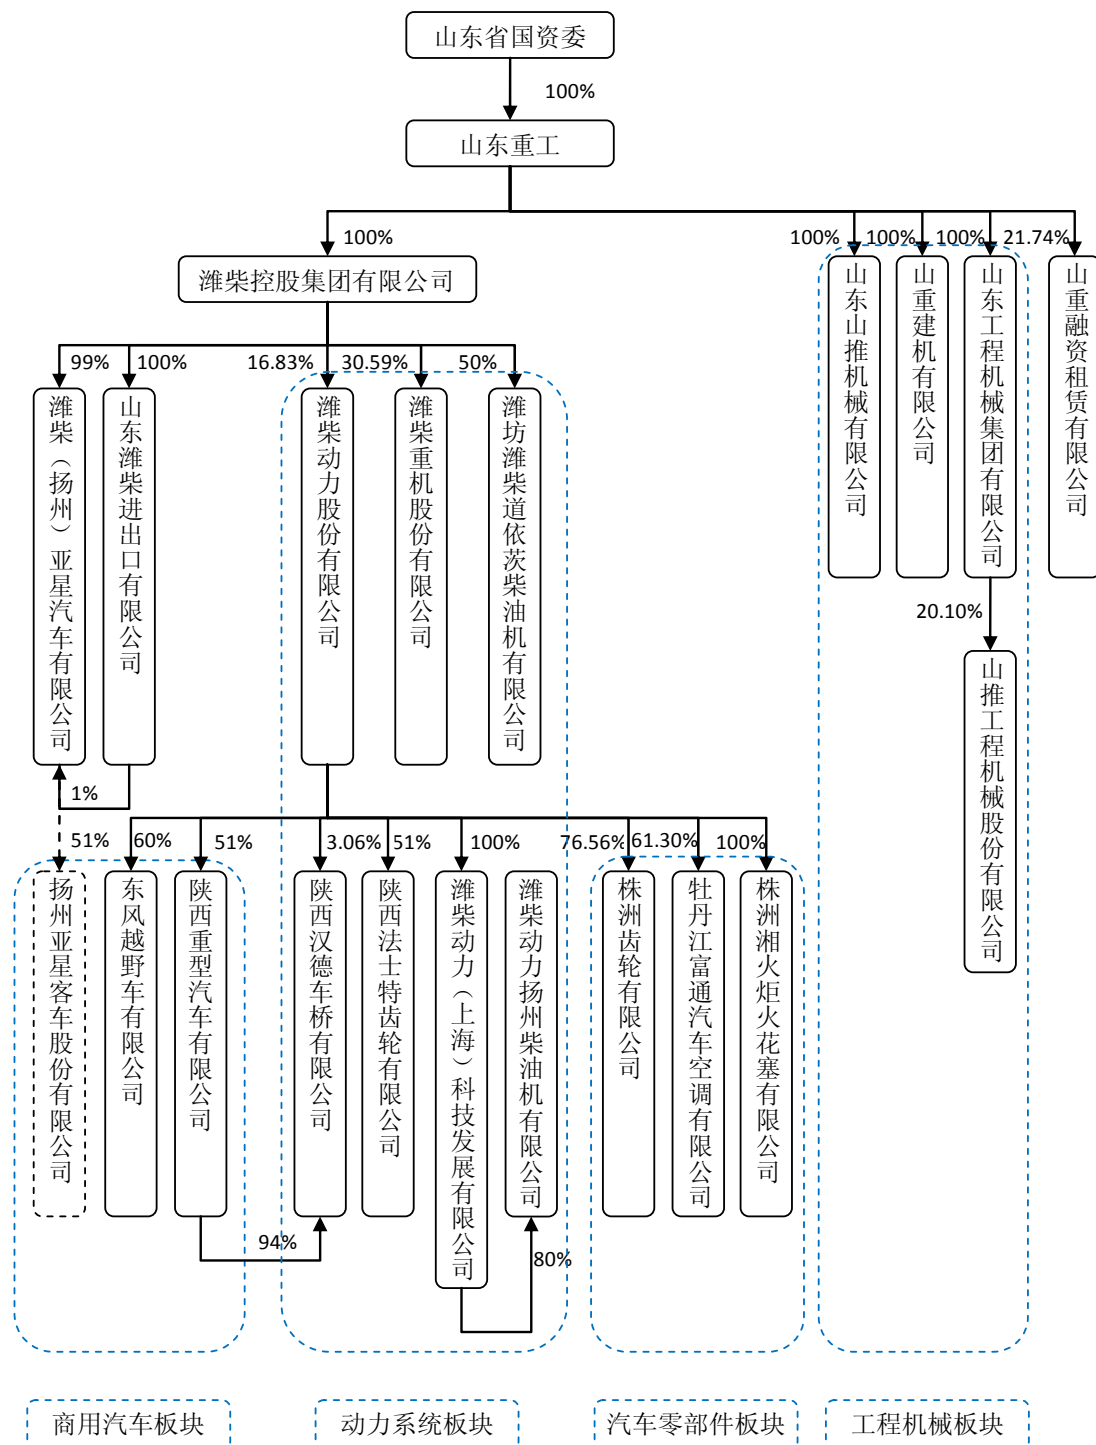 山东省国资委
100%
山东重工
100%
100%
100%
100%
21.74%
潍柴控股集团有限公司
山东山推机械有限公司
山重建机有限公司
山东工程机械集团有限公司
山重融资租赁有限公司
99%
100%
16.83%
30.59%
50%
潍柴（扬州）亚星汽车有限公司
山东潍柴进出口有限公司
潍柴动力股份有限公司
潍柴重机股份有限公司
潍坊潍柴道依茨柴油机有限公司
20.10%
山推工程机械股份有限公司
1%
51%
60%
51%
3.06%
51%
100%
76.56%
61.30%
100%
扬州亚星客车股份有限公司
东风越野车有限公司
陕西重型汽车有限公司
陕西汉德车桥有限公司
陕西法士特齿轮有限公司
潍柴动力（上海）科技发展有限公司
潍柴动力扬州柴油机有限公司
株洲齿轮有限公司
牡丹江富通汽车空调有限公司
株洲湘火炬火花塞有限公司
94%
80%
商用汽车板块
动力系统板块
汽车零部件板块
工程机械板块